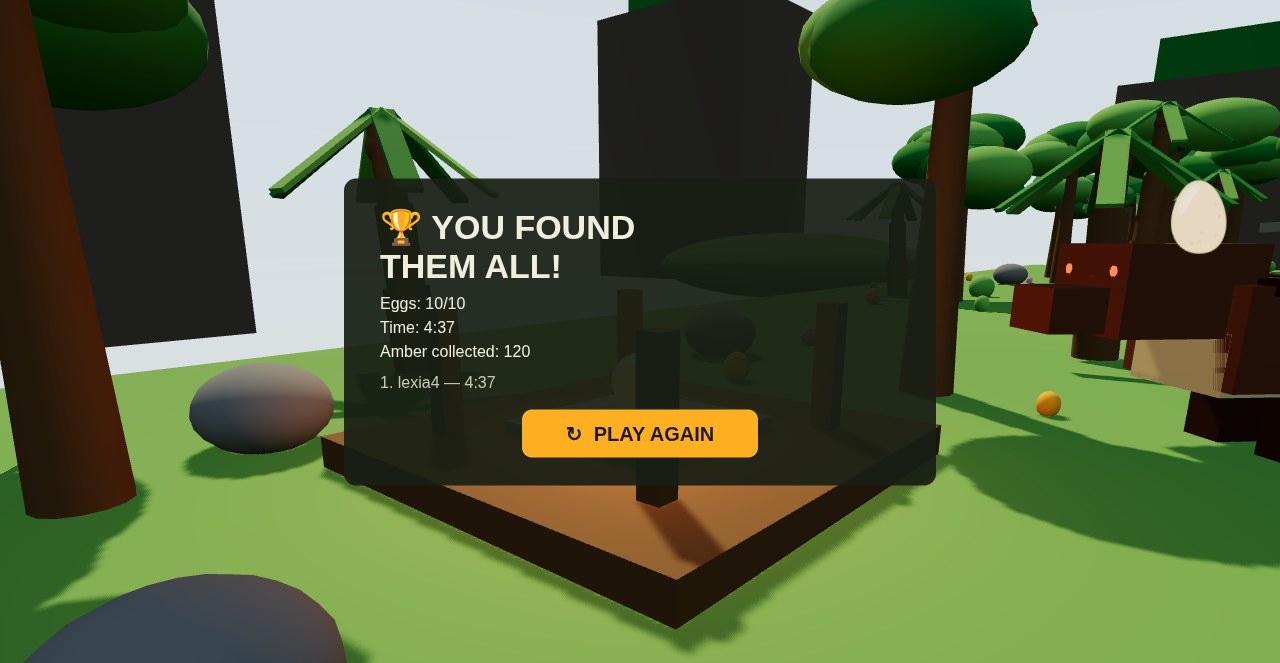 🏆 YOU FOUND
THEM ALL!
Eggs: 10/10
Time: 4:37
Amber collected: 120
1. lexia4 — 4:37
↻ PLAY AGAIN